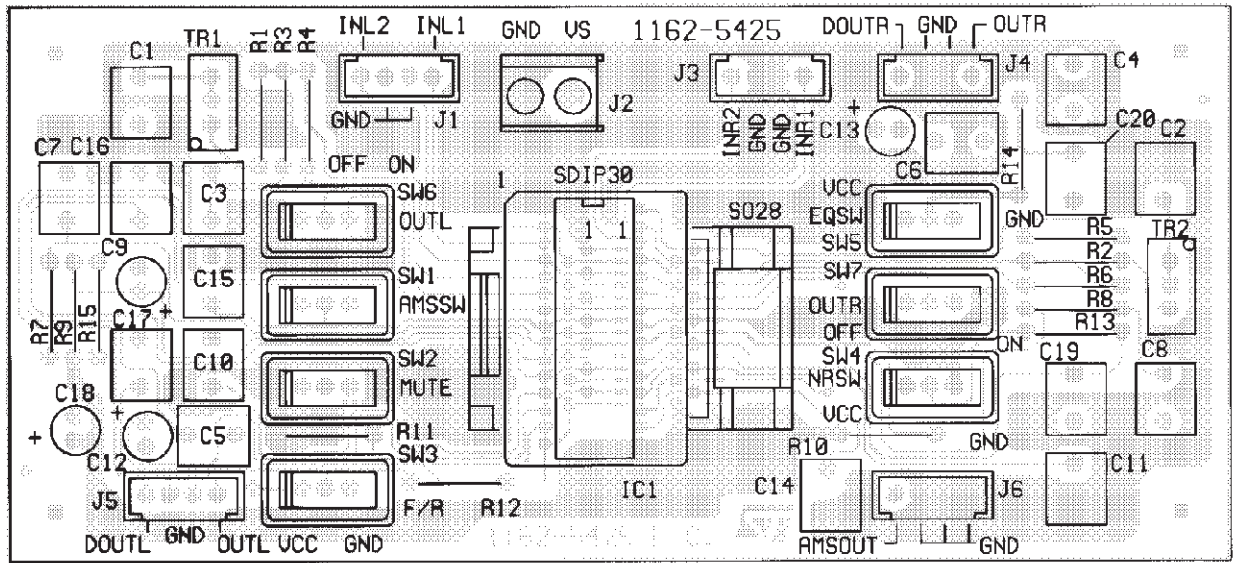 INL2 INL1 GND VS 1162-5425 DOUTR GND OUTR
C1 TR1 R1 R3 R4 J3 J4 C4
GND J1 J2 INR2 GND GND INR1 C13 C20 C2
C7 C16 OFF ON C6 R14
C3 SW6 1 SDIP30 VCC
OUTL 1 1 SO28 EQSW GND R5 TR2
C9 SW5 R2
C15 SW1 SW7 R6
AMSSW OUTR R8
R7 R9 R15 C17 OFF R13
C10 SW2 SW4 ON C19 C8
MUTE NRSW
C18 VCC
+ + C5 R11 R10 GND
C12 SW3 C11
J5 IC1 C14 J6
F/R R12
DOUTL GND OUTL VCC GND AMSOUT GND